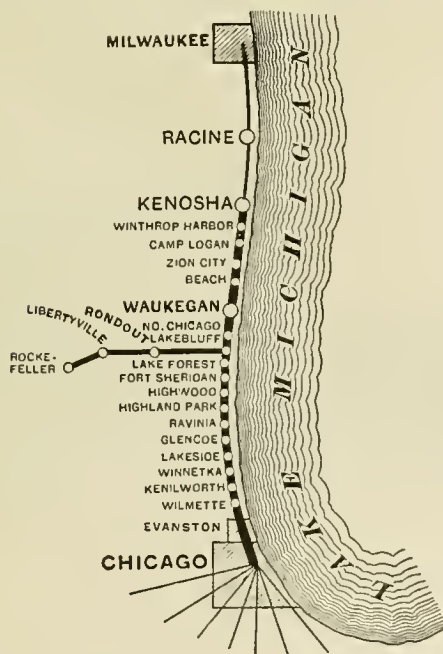 MILWAUKEE
RACINE
KENOSHA
WINTHROP HARBOR
CAMP LOGAN
ZION CITY
BEACH
WAUKEGAN
NO. CHICAGO
LAKEBLUFF
RONDOUT
LIBERTYVILLE
ROCKE-
FELLER
LAKE FOREST
FORT SHERIDAN
HIGHWOOD
HIGHLAND PARK
RAVINIA
GLENCOE
LAKESIDE
WINNETKA
KENILWORTH
WILMETTE
EVANSTON
CHICAGO
LAKE MICHIGAN